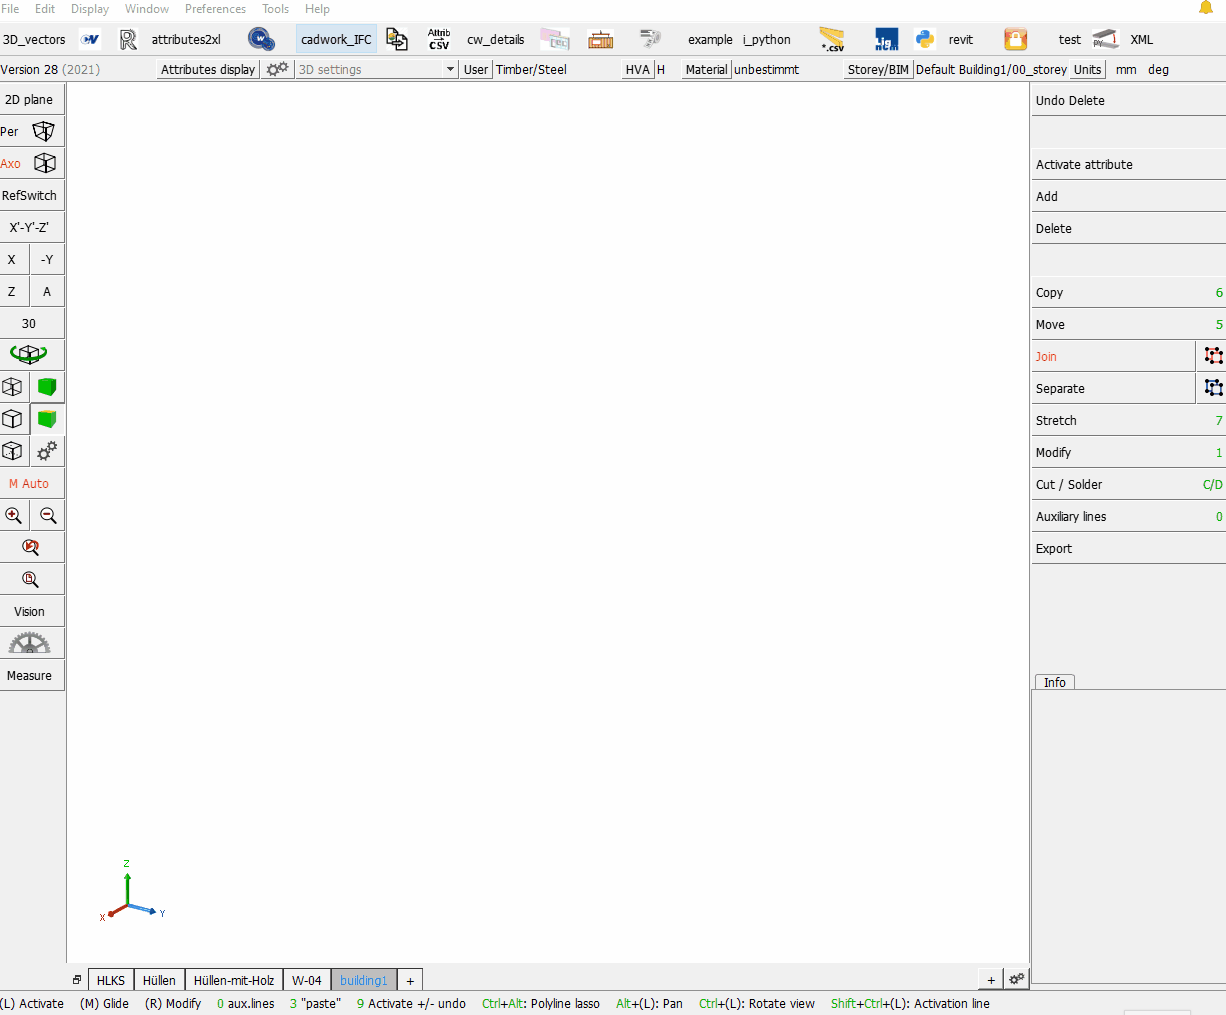 File Edit Display Window Preferences Tools Help
3D_vectors attributes2xl cadwork_IFC Attrib CSV cw_details example i_python *.csv lig revit test PY XML
Version 28 (2021) Attributes display 3D settings User Timber/Steel HVA H Material unbestimmt Storey/BIM Default Building1/00_storey Units mm deg
2D plane
Per
Axo
RefSwitch
X'-Y'-Z'
X -Y
Z A
30
M Auto
Vision
Measure
Undo Delete
Activate attribute
Add
Delete
Copy 6
Move 5
Join
Separate
Stretch 7
Modify 1
Cut / Solder C/D
Auxiliary lines 0
Export
Info
Z
X Y
HLKS Hüllen Hüllen-mit-Holz W-04 building1 + +
(L) Activate (M) Glide (R) Modify 0 aux.lines 3 "paste" 9 Activate +/- undo Ctrl+Alt: Polyline lasso Alt+(L): Pan Ctrl+(L): Rotate view Shift+Ctrl+(L): Activation line